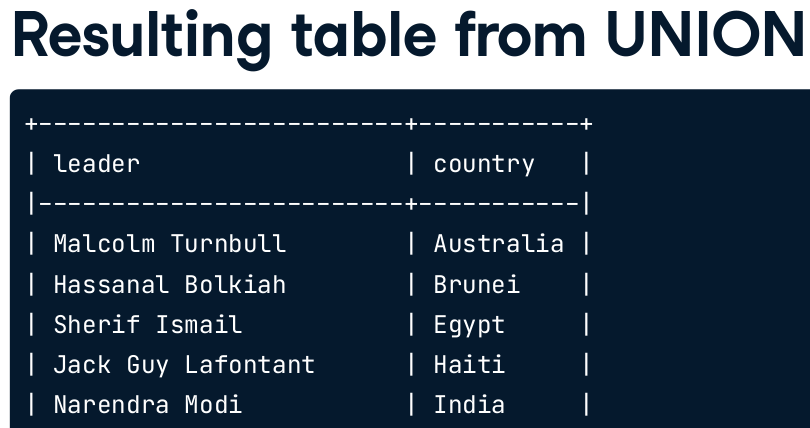 Resulting table from UNION
+-------------------------+-----------+
| leader                  | country   |
|-------------------------+-----------|
| Malcolm Turnbull        | Australia |
| Hassanal Bolkiah        | Brunei    |
| Sherif Ismail           | Egypt     |
| Jack Guy Lafontant      | Haiti     |
| Narendra Modi           | India     |